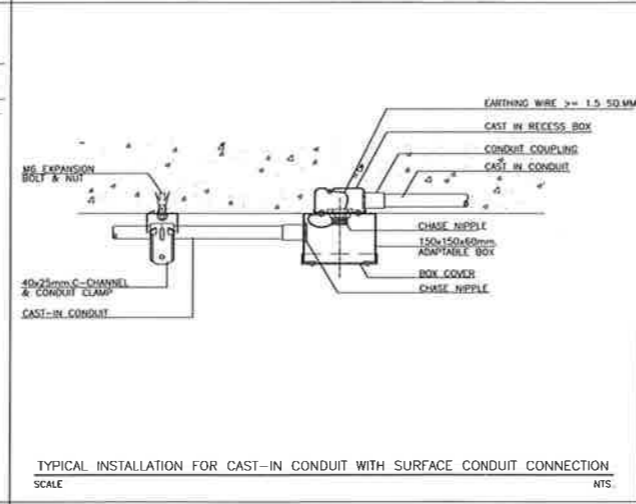 EARTHING WIRE >= 1.5 SQ.MM
CAST IN RECESS BOX
CONDUIT COUPLING
CAST IN CONDUIT
M6 EXPANSION
BOLT & NUT
CHASE NIPPLE
150x150x60mm.
ADAPTABLE BOX
BOX COVER
CHASE NIPPLE
40x25mm.C-CHANNEL
& CONDUIT CLAMP
CAST-IN CONDUIT
TYPICAL INSTALLATION FOR CAST-IN CONDUIT WITH SURFACE CONDUIT CONNECTION
SCALE NTS.